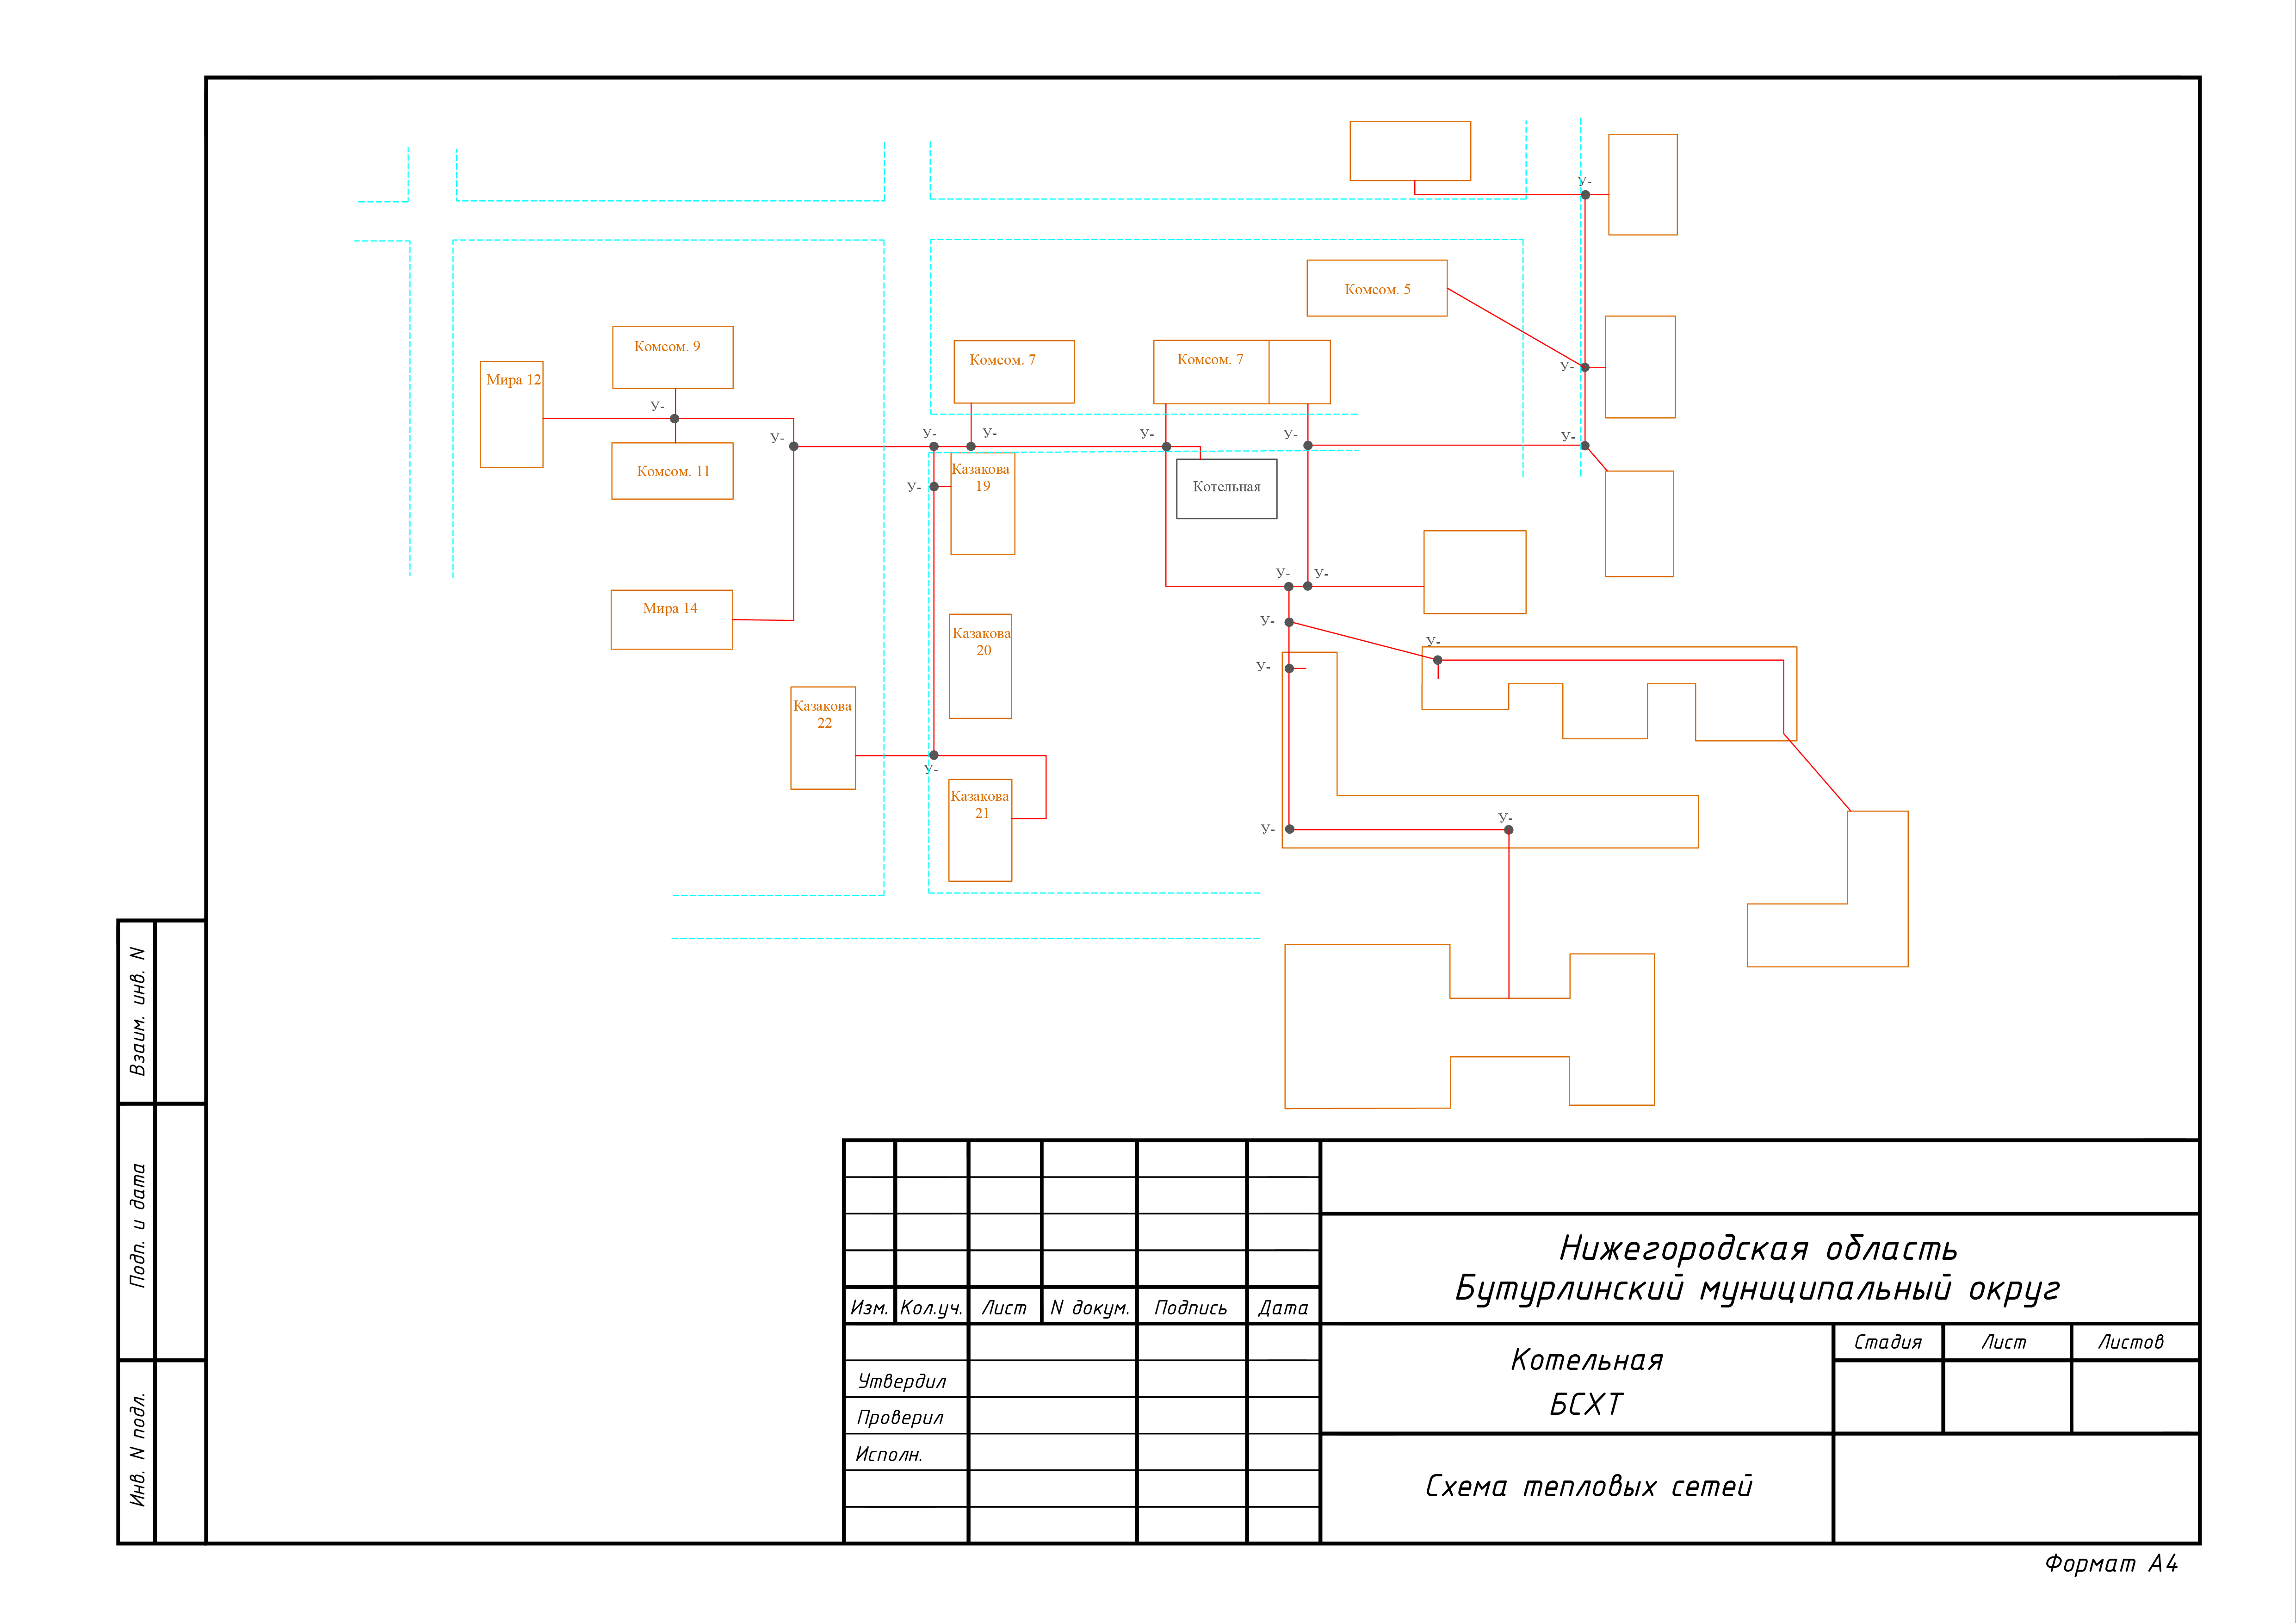 У-
Комсом. 5
Комсом. 9
Комсом. 7
Комсом. 7
Мира 12
У-
У-
У-
У-
У-
У-
У-
У-
У-
Комсом. 11
Казакова
19
У-
Котельная
У-
У-
Мира 14
У-
Казакова
20
У-
У-
Казакова
22
У-
Казакова
21
У-
У-
Взаим. инв. N
Подп. и дата
Инв. N подл.
Нижегородская область
Бутурлинский муниципальный округ
Изм.
Кол.уч.
Лист
N докум.
Подпись
Дата
Котельная
БСХТ
Стадия
Лист
Листов
Утвердил
Проверил
Исполн.
Схема тепловых сетей
Формат А4